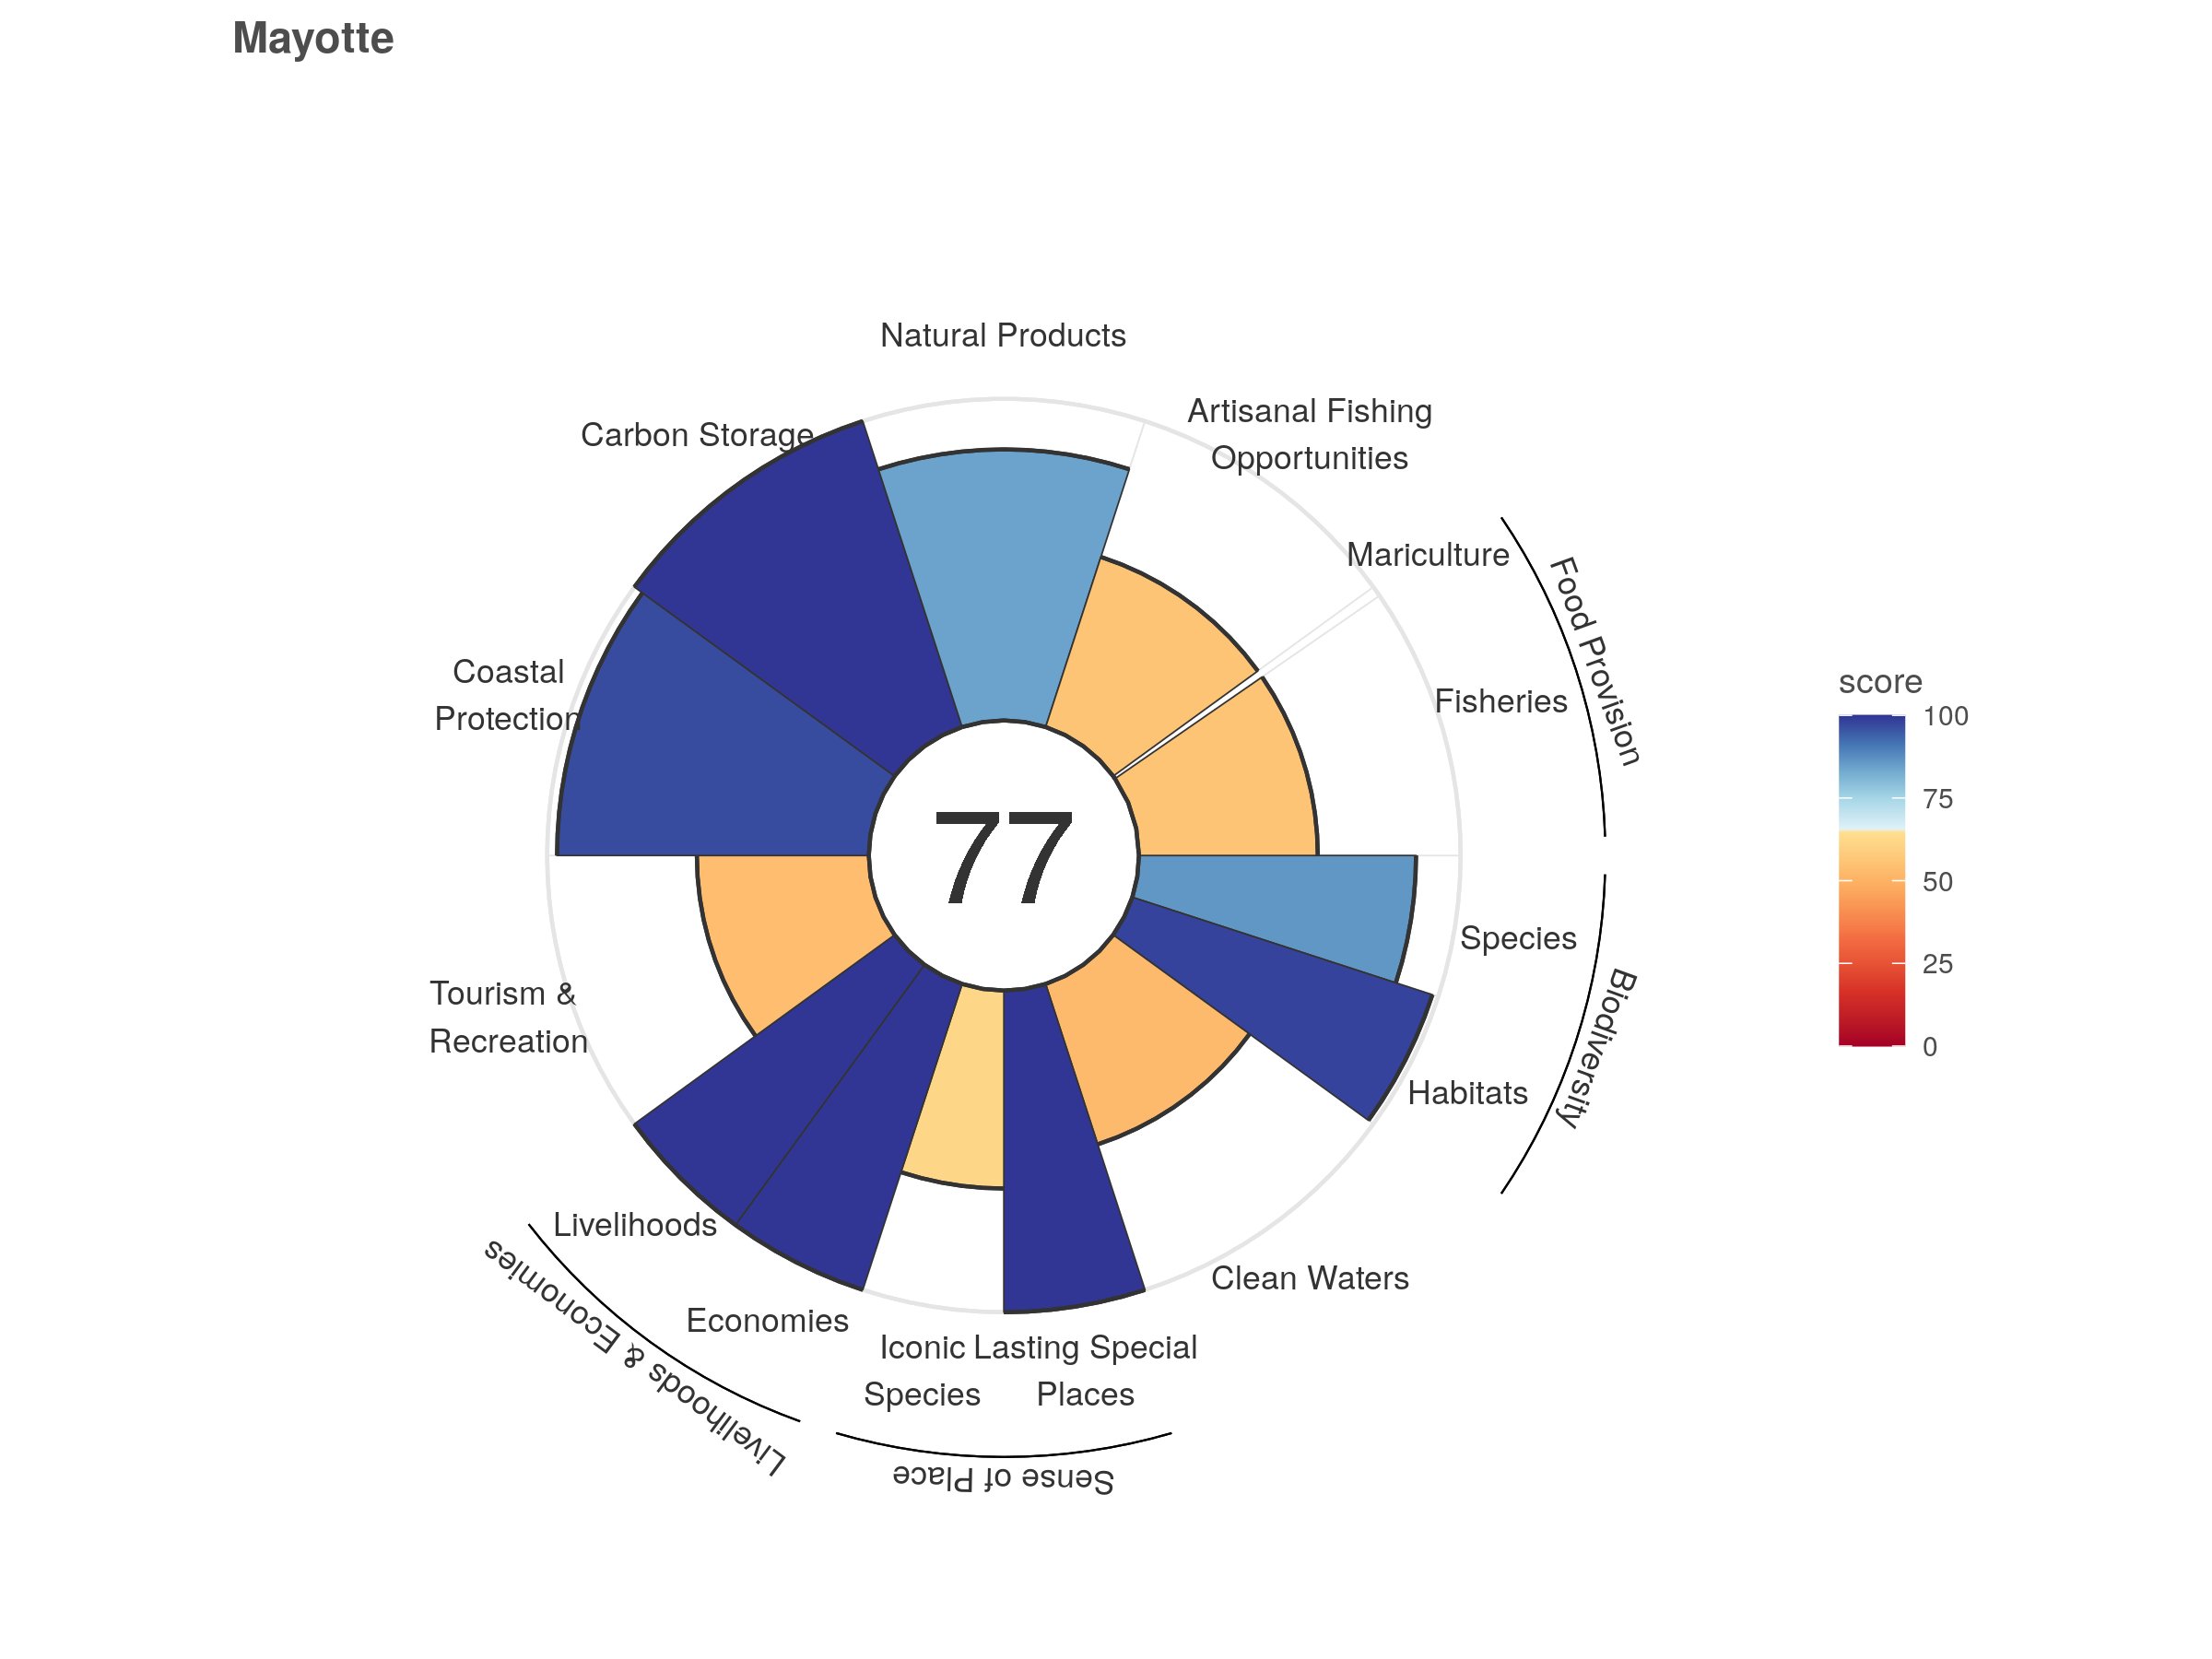 Mayotte
Natural Products
Artisanal Fishing
Opportunities
Carbon Storage
Mariculture
Food Provision
Fisheries
Coastal
Protection
77
Species
Biodiversity
Habitats
Tourism &
Recreation
Livelihoods
Livelihoods & Economies
Economies
Clean Waters
Iconic
Species
Lasting Special
Places
Sense of Place
score
100
75
50
25
0